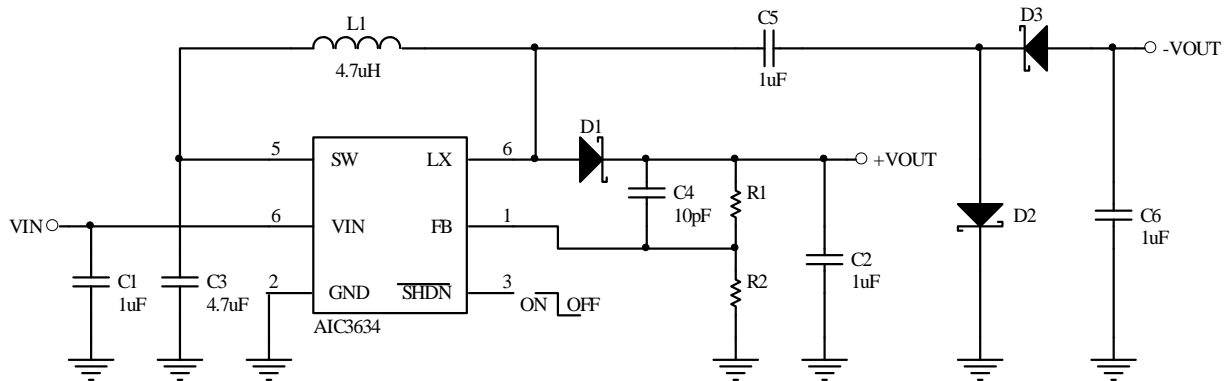 L1
4.7uH
C5
1uF
D3
-VOUT
5
SW
LX
6
D1
+VOUT
VIN
6
VIN
FB
1
C4
10pF
R1
D2
C6
1uF
C1
1uF
C3
4.7uF
2
GND
SHDN
3
ON
OFF
R2
C2
1uF
AIC3634